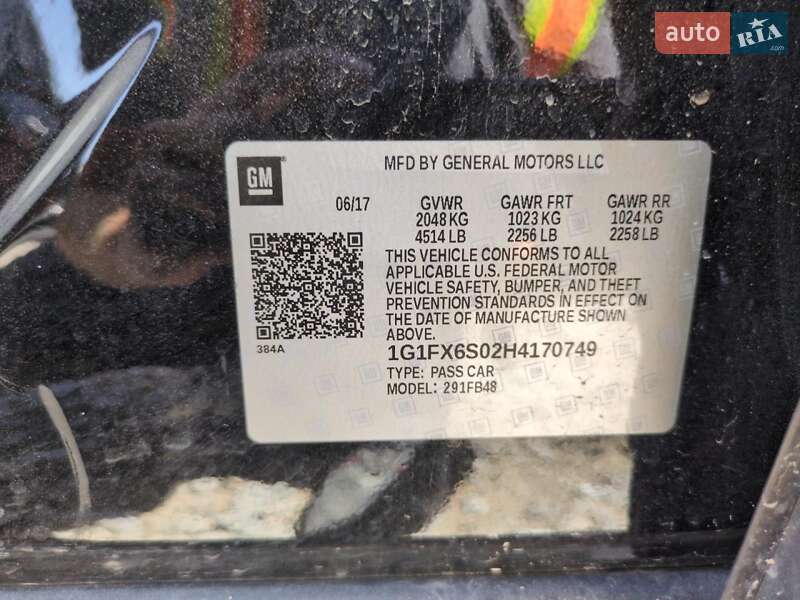 auto RIA .com
GM
MFD BY GENERAL MOTORS LLC
06/17 GVWR GAWR FRT GAWR RR
2048 KG 1023 KG 1024 KG
4514 LB 2256 LB 2258 LB
THIS VEHICLE CONFORMS TO ALL
APPLICABLE U.S. FEDERAL MOTOR
VEHICLE SAFETY, BUMPER, AND THEFT
PREVENTION STANDARDS IN EFFECT ON
THE DATE OF MANUFACTURE SHOWN
ABOVE.
384A
1G1FX6S02H4170749
TYPE: PASS CAR
MODEL: 291FB48